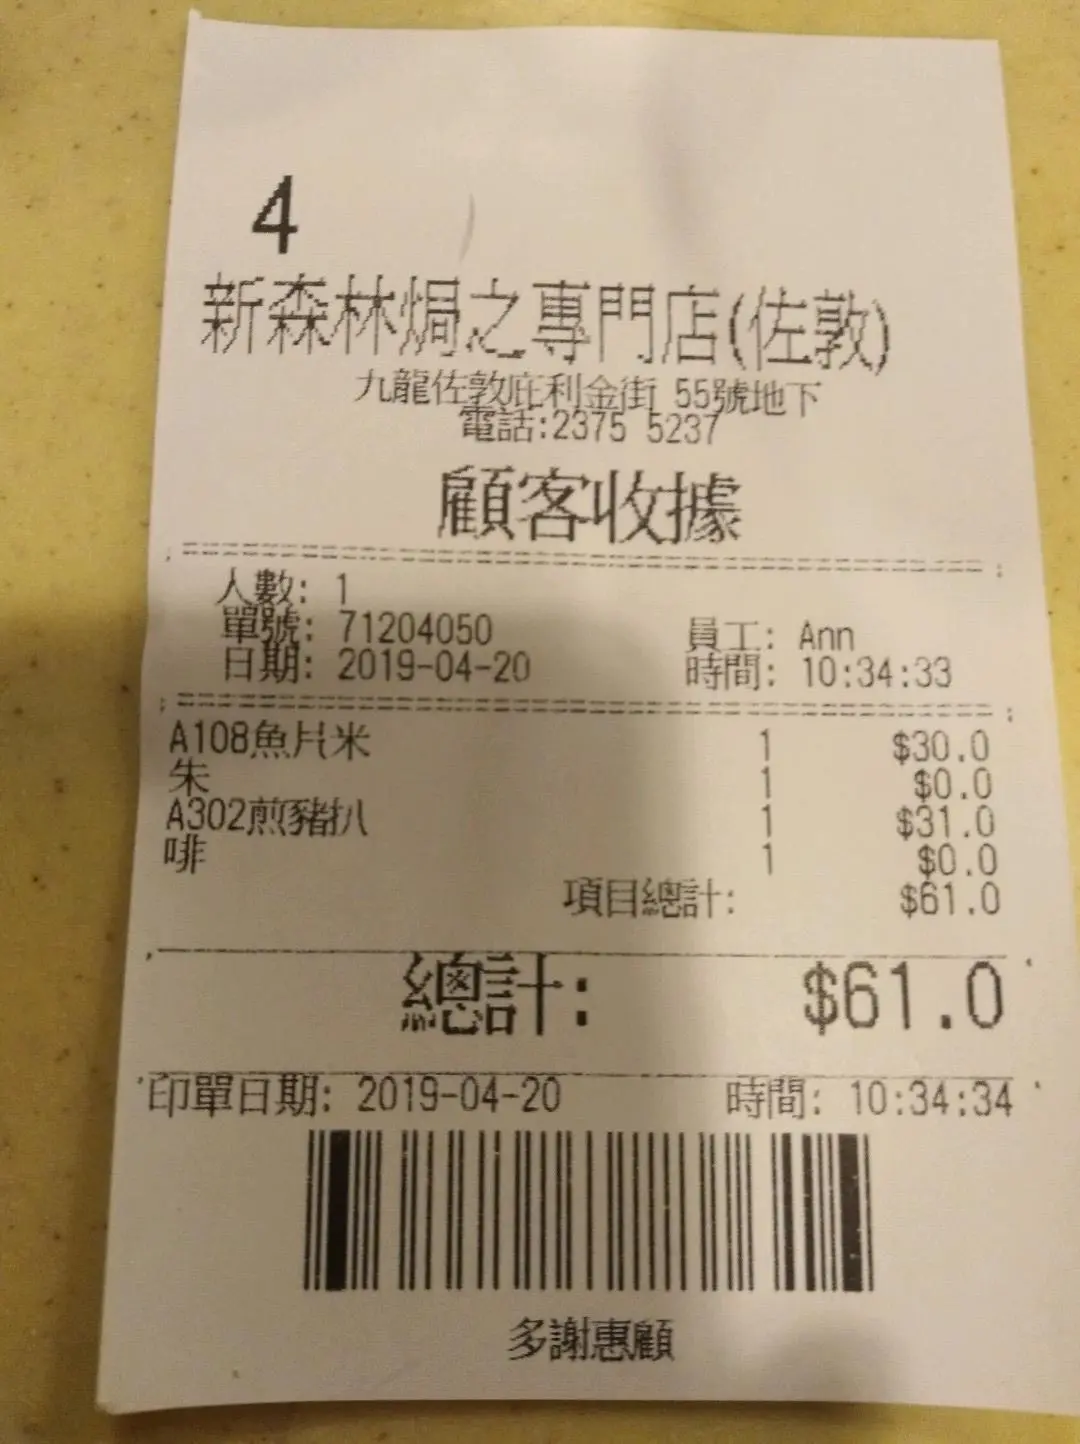 4
新森林焗之專門店(佐敦)
九龍佐敦庇利金街 55號地下
電話:2375 5237
顧客收據
人數: 1
單號: 71204050 員工: Ann
日期: 2019-04-20 時間: 10:34:33
A108魚片米 1 $30.0
朱 1 $0.0
A302煎豬扒 1 $31.0
啡 1 $0.0
項目總計: $61.0
總計: $61.0
印單日期: 2019-04-20 時間: 10:34:34
多謝惠顧